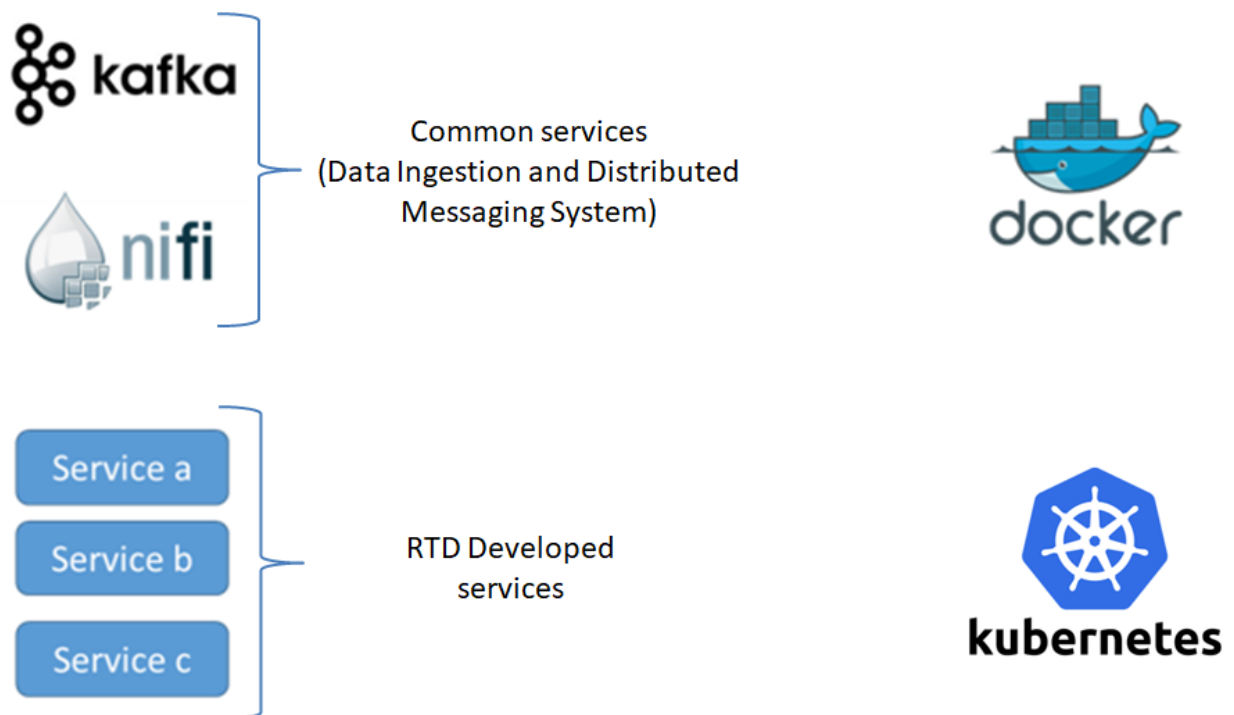 kafka
nifi
Common services
(Data Ingestion and Distributed
Messaging System)
docker
Service a
Service b
Service c
RTD Developed
services
kubernetes